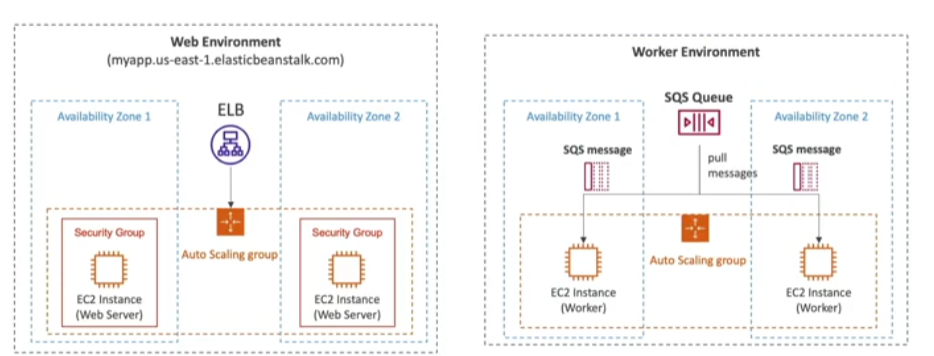 Web Environment
(myapp.us-east-1.elasticbeanstalk.com)
Availability Zone 1
ELB
Availability Zone 2
Security Group
Auto Scaling group
Security Group
EC2 Instance
(Web Server)
EC2 Instance
(Web Server)
Worker Environment
SQS Queue
Availability Zone 1
Availability Zone 2
SQS message
pull
messages
SQS message
Auto Scaling group
EC2 Instance
(Worker)
EC2 Instance
(Worker)